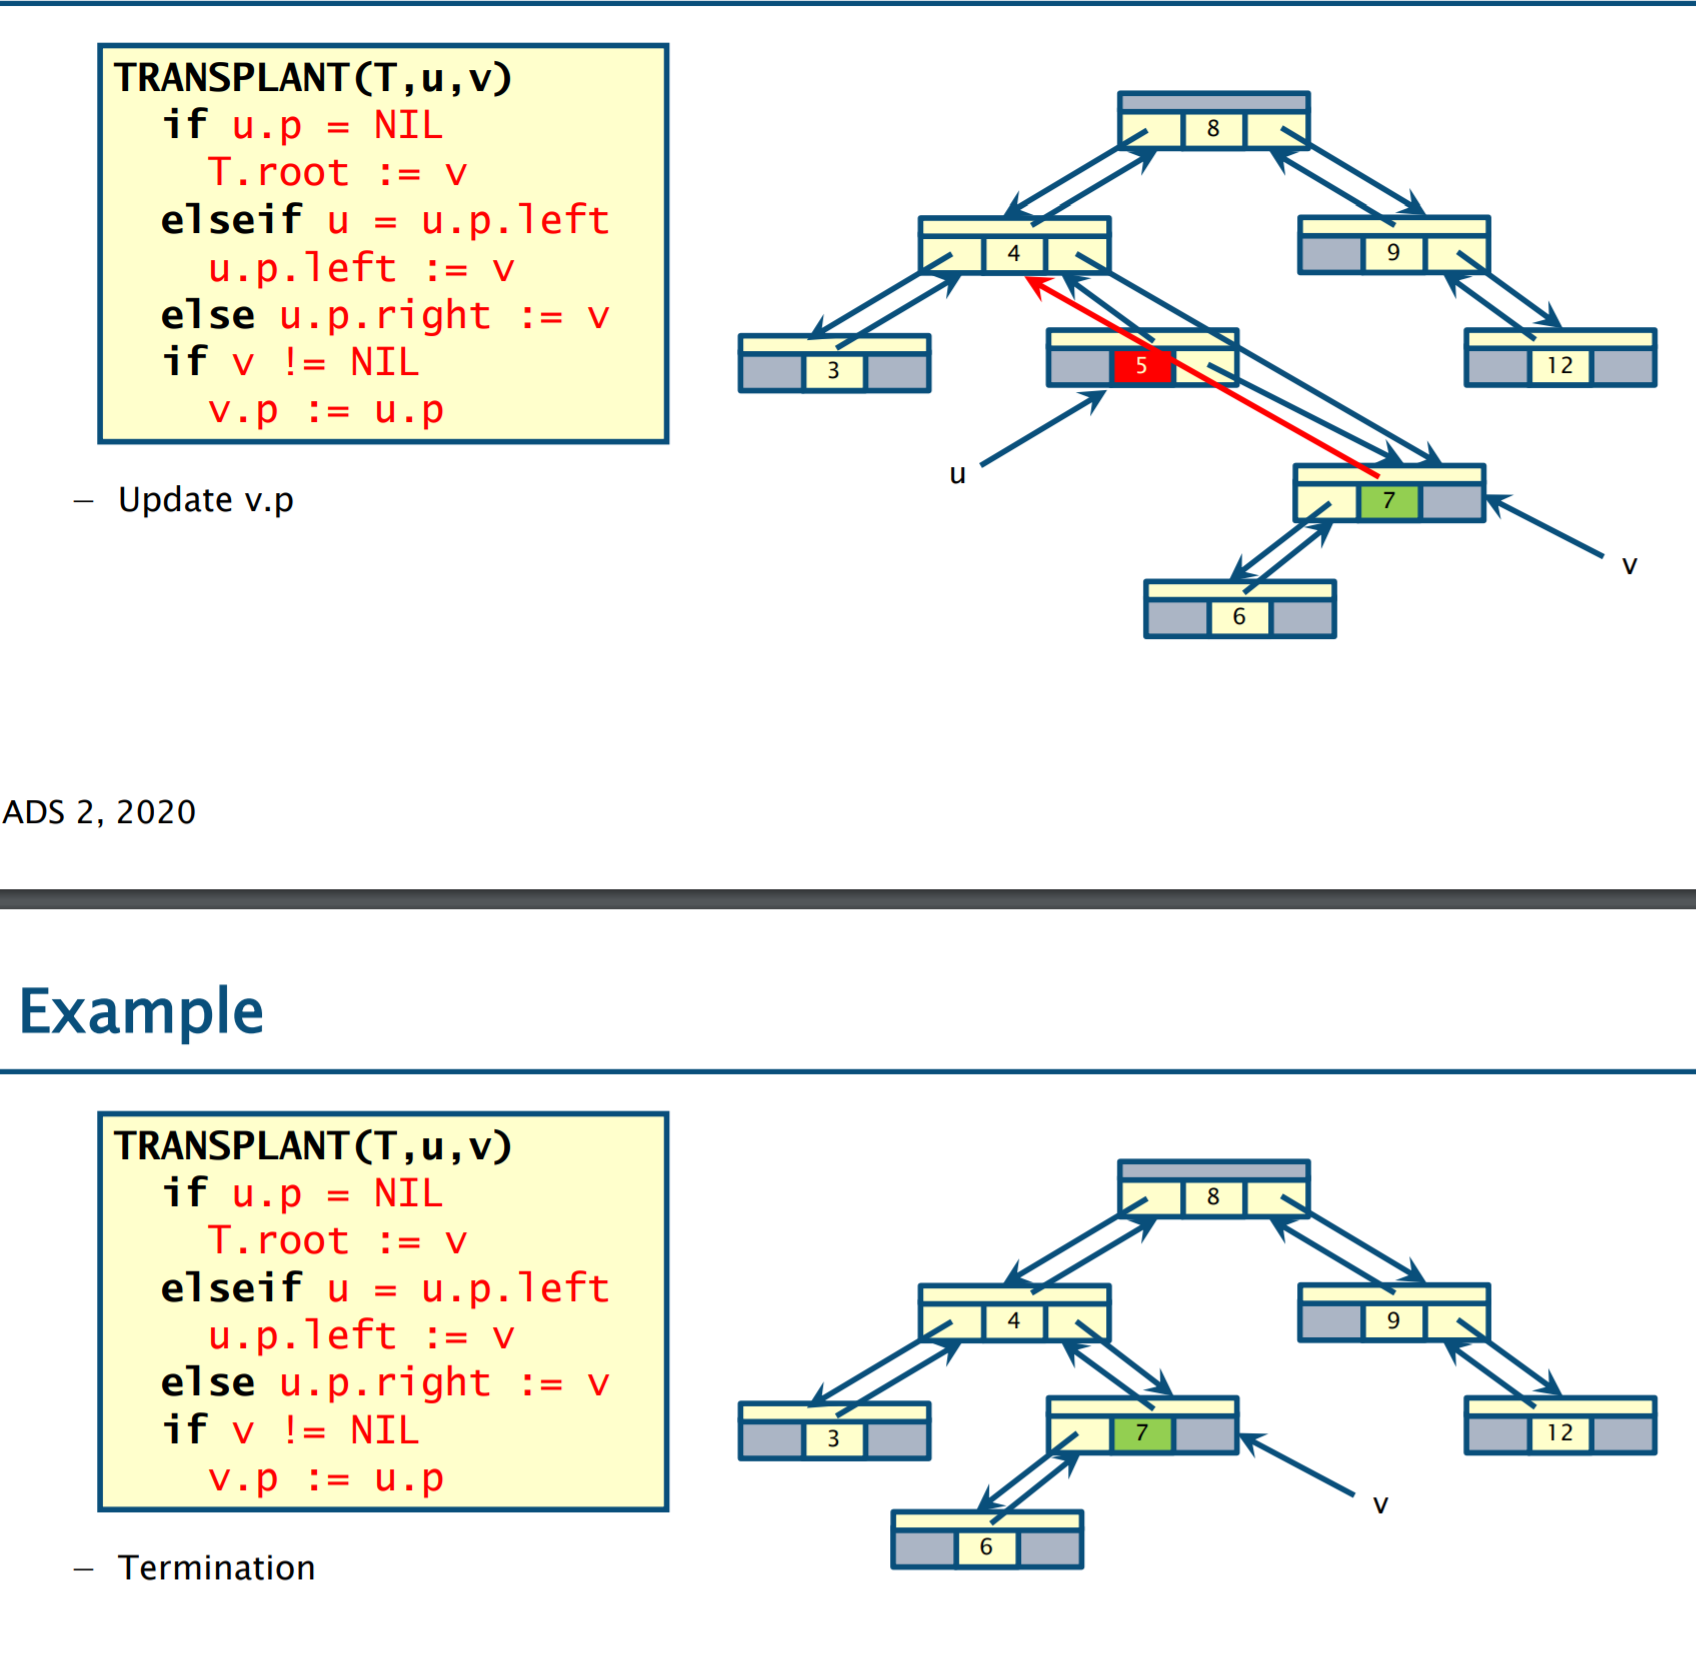 TRANSPLANT(T,u,v)
if u.p = NIL
T.root := v
elseif u = u.p.left
u.p.left := v
else u.p.right := v
if v != NIL
v.p := u.p
– Update v.p
8
4
9
3
5
12
u
7
v
6
ADS 2, 2020
Example
TRANSPLANT(T,u,v)
if u.p = NIL
T.root := v
elseif u = u.p.left
u.p.left := v
else u.p.right := v
if v != NIL
v.p := u.p
– Termination
8
4
9
3
7
12
v
6